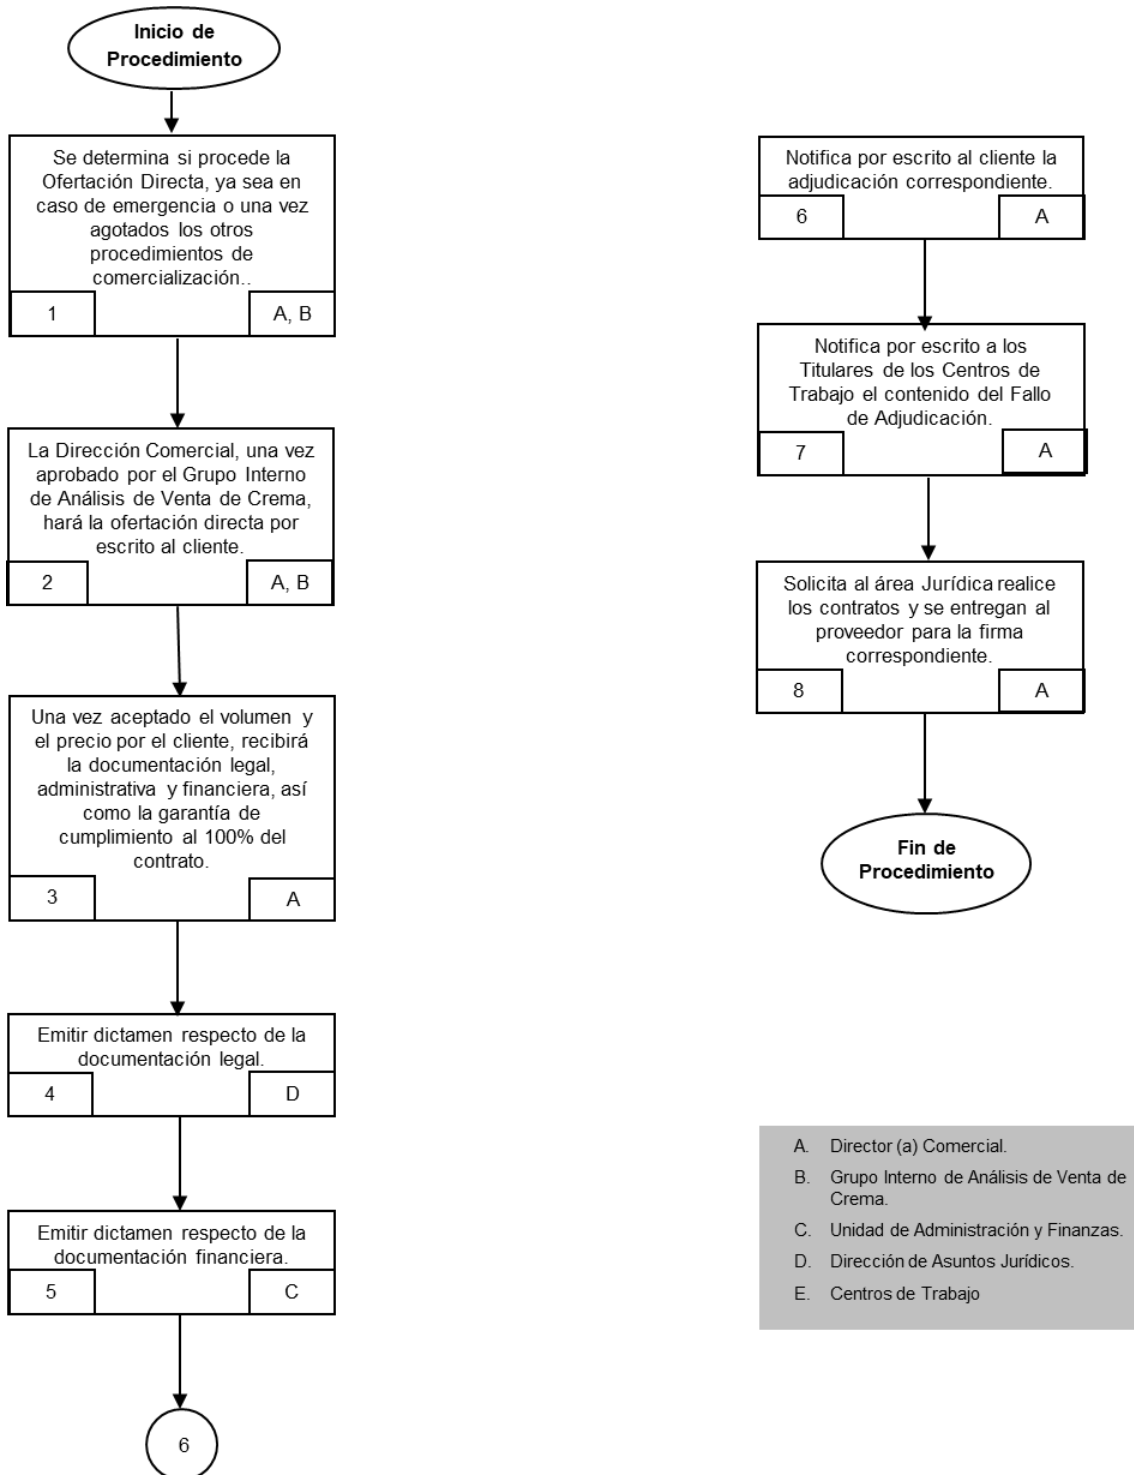 Inicio de
Procedimiento
Se determina si procede la
Ofertación Directa, ya sea en
caso de emergencia o una vez
agotados los otros
procedimientos de
comercialización..
1
A, B
La Dirección Comercial, una vez
aprobado por el Grupo Interno
de Análisis de Venta de Crema,
hará la ofertación directa por
escrito al cliente.
2
A, B
Una vez aceptado el volumen y
el precio por el cliente, recibirá
la documentación legal,
administrativa y financiera, así
como la garantía de
cumplimiento al 100% del
contrato.
3
A
Emitir dictamen respecto de la
documentación legal.
4
D
Emitir dictamen respecto de la
documentación financiera.
5
C
6
Notifica por escrito al cliente la
adjudicación correspondiente.
6
A
Notifica por escrito a los
Titulares de los Centros de
Trabajo el contenido del Fallo
de Adjudicación.
7
A
Solicita al área Jurídica realice
los contratos y se entregan al
proveedor para la firma
correspondiente.
8
A
Fin de
Procedimiento
A. Director (a) Comercial.
B. Grupo Interno de Análisis de Venta de
Crema.
C. Unidad de Administración y Finanzas.
D. Dirección de Asuntos Jurídicos.
E. Centros de Trabajo